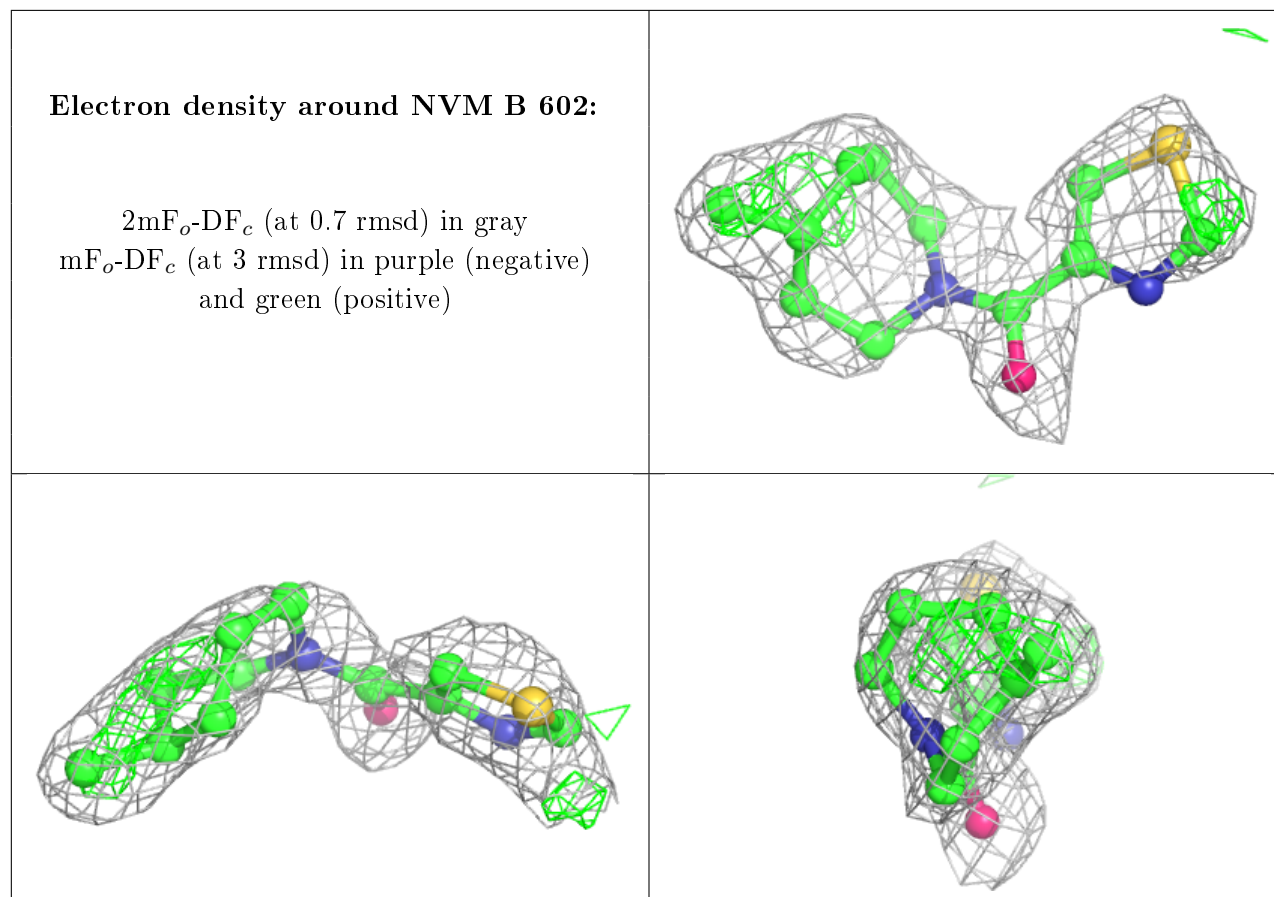 Electron density around NVM B 602:
2mFo-DFc (at 0.7 rmsd) in gray
mFo-DFc (at 3 rmsd) in purple (negative)
and green (positive)